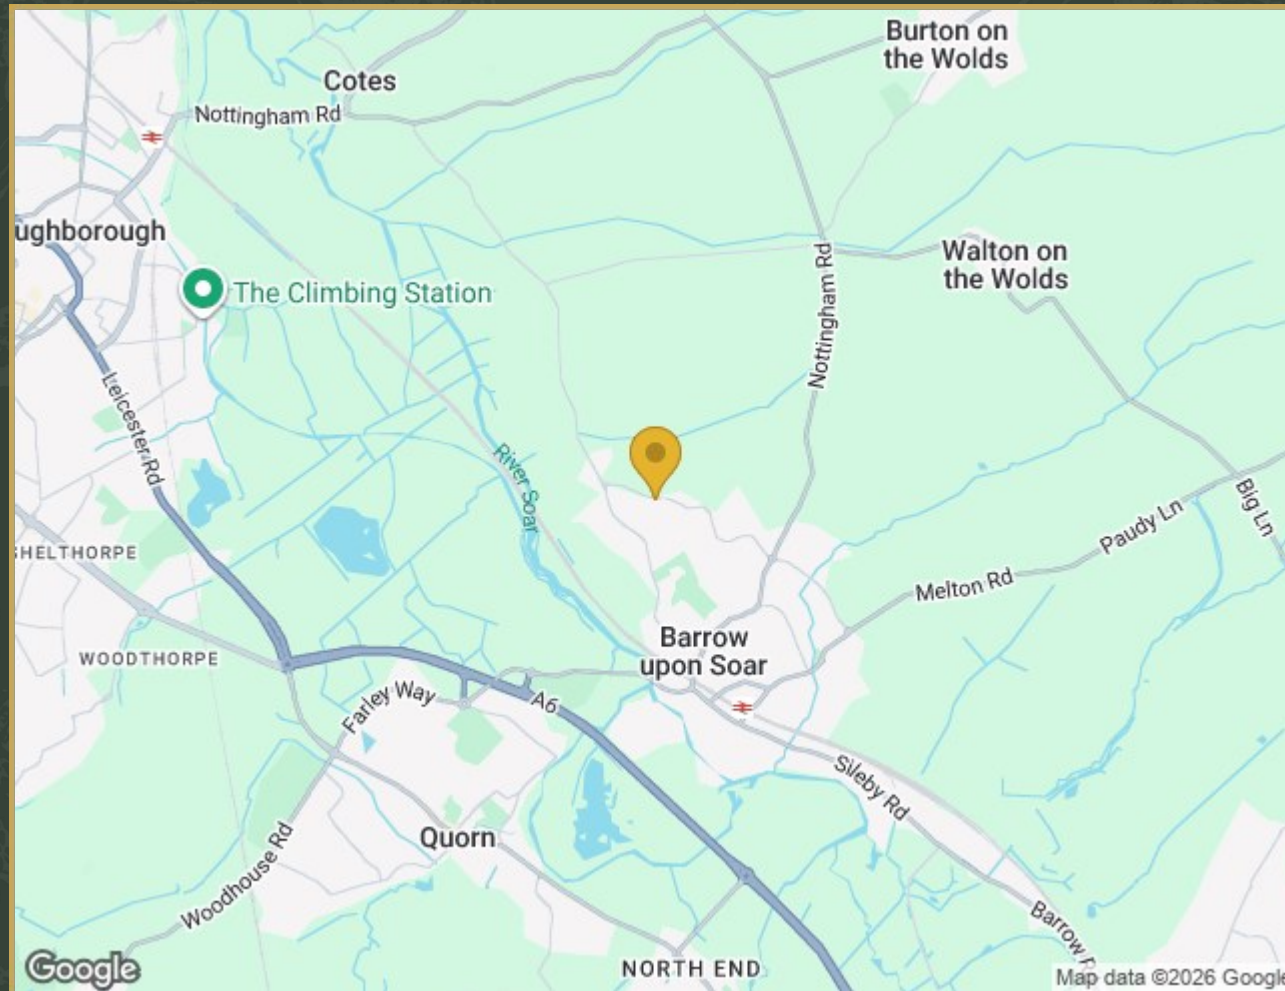 Burton on
the Wolds
Cotes
Nottingham Rd
ughborough
Walton on
the Wolds
The Climbing Station
Nottingham Rd
Leicester Rd
River Soar
Big Ln
Paudy Ln
SHELTHORPE
Melton Rd
Barrow
upon Soar
WOODTHORPE
Farley Way
A6
Sileby Rd
Quorn
Woodhouse Rd
Barrow R
NORTH END
Google
Map data ©2026 Google